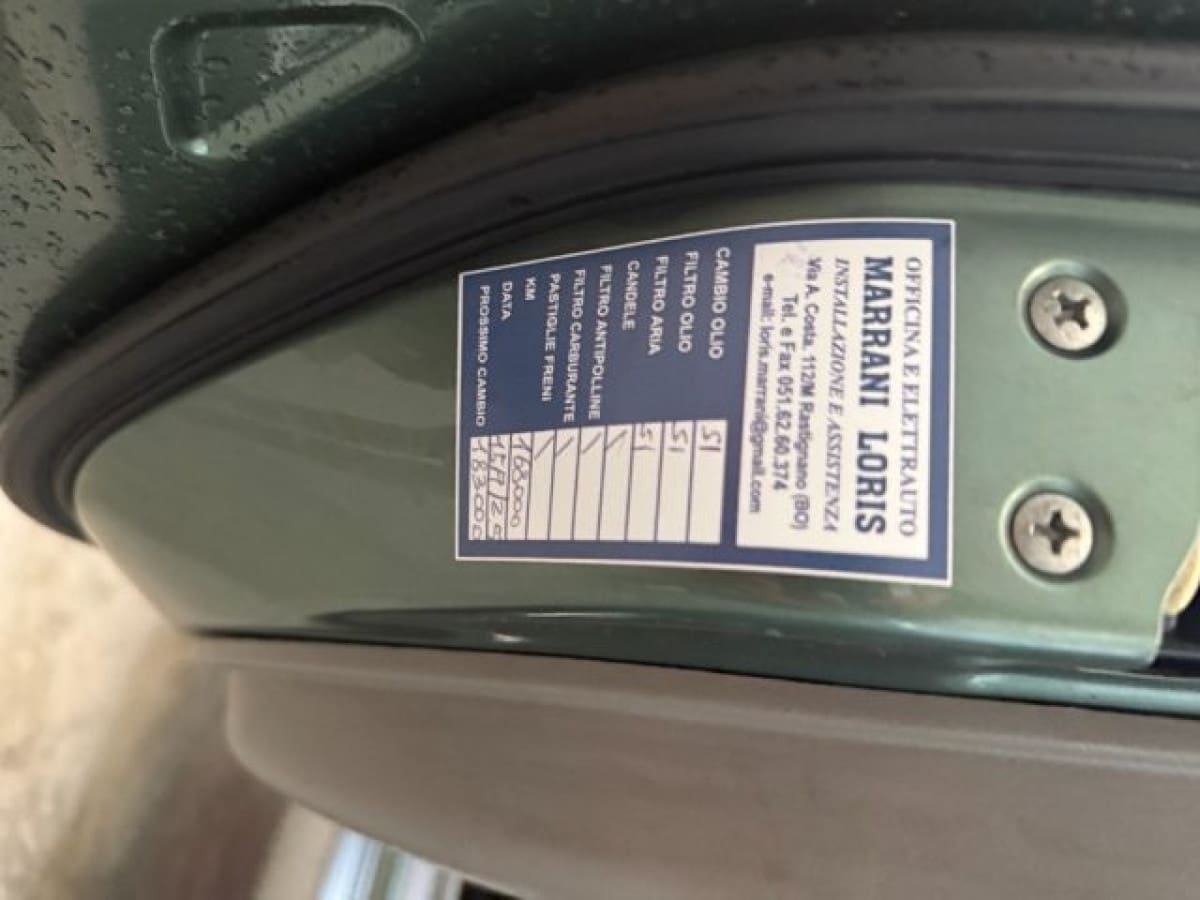 OFFICINA E ELETTRAUTO
MARRANI LORIS
INSTALLAZIONE E ASSISTENZA
Via A. Costa, 112/M Rastignano (BO)
Tel. e Fax 051.62.60.374
e-mail: loris.marrani@gmail.com
CAMBIO OLIO SI
FILTRO OLIO SI
FILTRO ARIA SI
CANDELE /
FILTRO ANTIPOLLINE /
FILTRO CARBURANTE /
PASTIGLIE FRENI /
KM 168000
DATA
PROSSIMO CAMBIO 183000